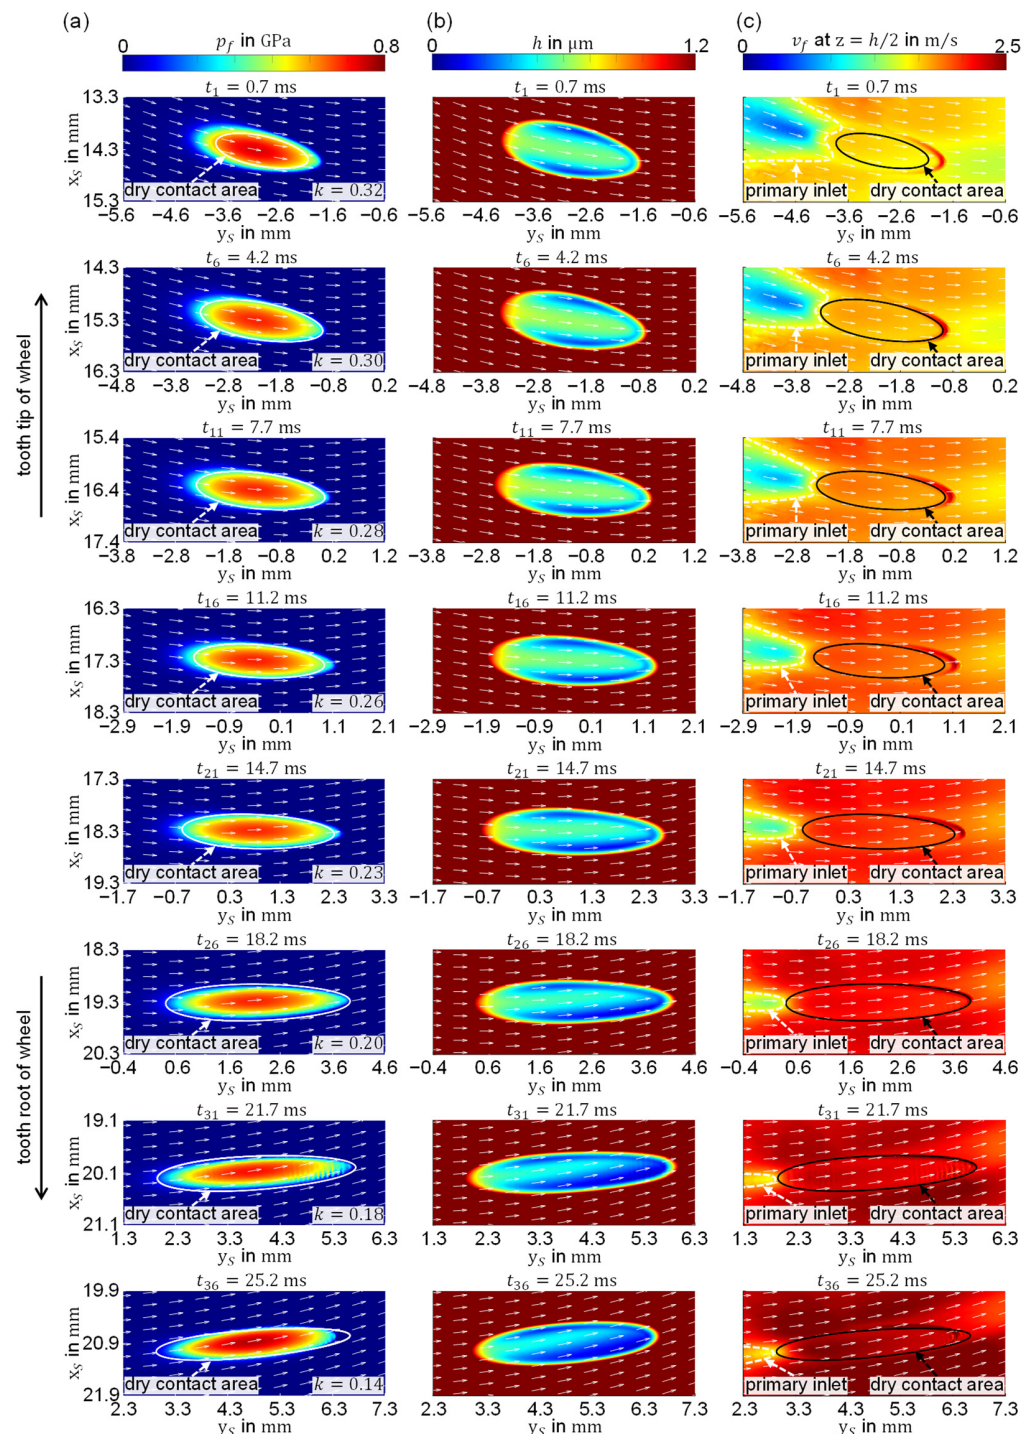 (a) (b) (c)
0 p_f in GPa 0.8 0 h in µm 1.2 0 v_f at z = h/2 in m/s 2.5
t_1 = 0.7 ms t_1 = 0.7 ms t_1 = 0.7 ms
13.3
x_S in mm 14.3
dry contact area k = 0.32 primary inlet dry contact area
15.3
−5.6 −4.6 −3.6 −2.6 −1.6 −0.6 −5.6 −4.6 −3.6 −2.6 −1.6 −0.6 −5.6 −4.6 −3.6 −2.6 −1.6 −0.6
y_S in mm y_S in mm y_S in mm
t_6 = 4.2 ms t_6 = 4.2 ms t_6 = 4.2 ms
14.3
x_S in mm 15.3
dry contact area k = 0.30 primary inlet dry contact area
16.3
−4.8 −3.8 −2.8 −1.8 −0.8 0.2 −4.8 −3.8 −2.8 −1.8 −0.8 0.2 −4.8 −3.8 −2.8 −1.8 −0.8 0.2
y_S in mm y_S in mm y_S in mm
tooth tip of wheel
t_11 = 7.7 ms t_11 = 7.7 ms t_11 = 7.7 ms
15.4
x_S in mm 16.4
dry contact area k = 0.28 primary inlet dry contact area
17.4
−3.8 −2.8 −1.8 −0.8 0.2 1.2 −3.8 −2.8 −1.8 −0.8 0.2 1.2 −3.8 −2.8 −1.8 −0.8 0.2 1.2
y_S in mm y_S in mm y_S in mm
t_16 = 11.2 ms t_16 = 11.2 ms t_16 = 11.2 ms
16.3
x_S in mm 17.3
dry contact area k = 0.26 primary inlet dry contact area
18.3
−2.9 −1.9 −0.9 0.1 1.1 2.1 −2.9 −1.9 −0.9 0.1 1.1 2.1 −2.9 −1.9 −0.9 0.1 1.1 2.1
y_S in mm y_S in mm y_S in mm
t_21 = 14.7 ms t_21 = 14.7 ms t_21 = 14.7 ms
17.3
x_S in mm 18.3
dry contact area k = 0.23 primary inlet dry contact area
19.3
−1.7 −0.7 0.3 1.3 2.3 3.3 −1.7 −0.7 0.3 1.3 2.3 3.3 −1.7 −0.7 0.3 1.3 2.3 3.3
y_S in mm y_S in mm y_S in mm
t_26 = 18.2 ms t_26 = 18.2 ms t_26 = 18.2 ms
18.3
x_S in mm 19.3
dry contact area k = 0.20 primary inlet dry contact area
20.3
−0.4 0.6 1.6 2.6 3.6 4.6 −0.4 0.6 1.6 2.6 3.6 4.6 −0.4 0.6 1.6 2.6 3.6 4.6
y_S in mm y_S in mm y_S in mm
tooth root of wheel
t_31 = 21.7 ms t_31 = 21.7 ms t_31 = 21.7 ms
19.1
x_S in mm 20.1
dry contact area k = 0.18 primary inlet dry contact area
21.1
1.3 2.3 3.3 4.3 5.3 6.3 1.3 2.3 3.3 4.3 5.3 6.3 1.3 2.3 3.3 4.3 5.3 6.3
y_S in mm y_S in mm y_S in mm
t_36 = 25.2 ms t_36 = 25.2 ms t_36 = 25.2 ms
19.9
x_S in mm 20.9
dry contact area k = 0.14 primary inlet dry contact area
21.9
2.3 3.3 4.3 5.3 6.3 7.3 2.3 3.3 4.3 5.3 6.3 7.3 2.3 3.3 4.3 5.3 6.3 7.3
y_S in mm y_S in mm y_S in mm